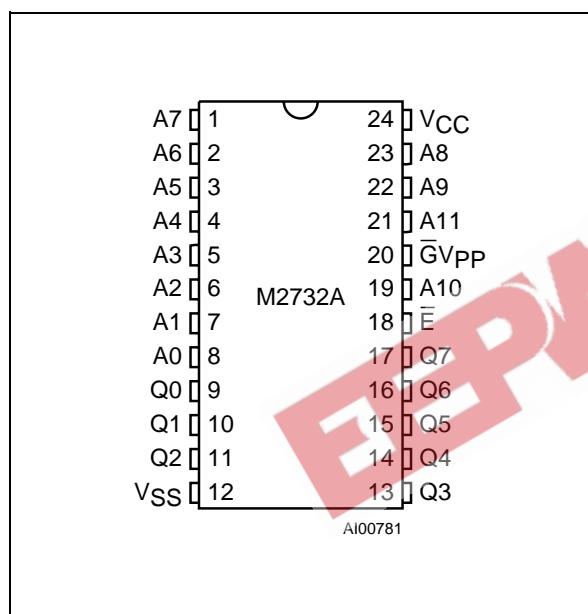 A7 1 24 VCC
A6 2 23 A8
A5 3 22 A9
A4 4 21 A11
A3 5 20 G̅VPP
A2 6 19 A10
M2732A
A1 7 18 E̅
A0 8 17 Q7
Q0 9 16 Q6
Q1 10 15 Q5
Q2 11 14 Q4
VSS 12 13 Q3
AI00781